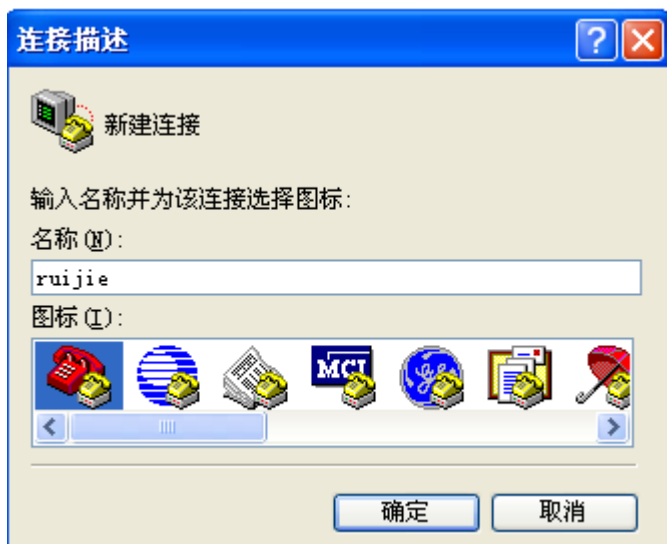 连接描述
新建连接
输入名称并为该连接选择图标:
名称(N):
ruijie
图标(I):
MCI
确定 取消